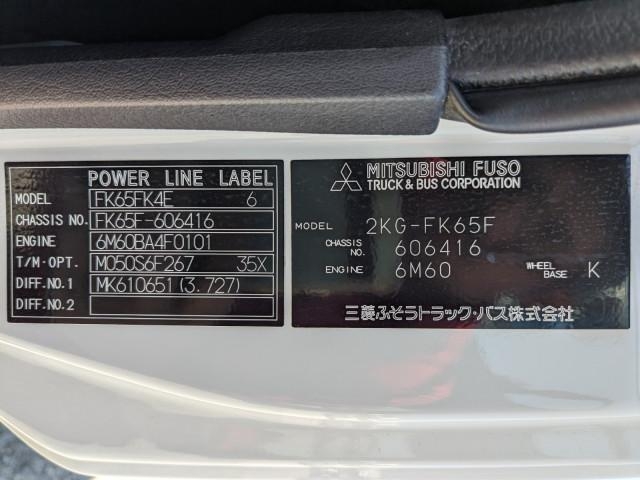 POWER LINE LABEL
MODEL FK65FK4E 6
CHASSIS NO. FK65F-606416
ENGINE 6M60BA4F0101
T/M·OPT. M050S6F267 35X
DIFF.NO.1 MK610651 (3.727)
DIFF.NO.2
MITSUBISHI FUSO
TRUCK & BUS CORPORATION
MODEL 2KG-FK65F
CHASSIS NO. 606416
ENGINE 6M60 WHEEL BASE K
三菱ふそうトラック・バス株式会社